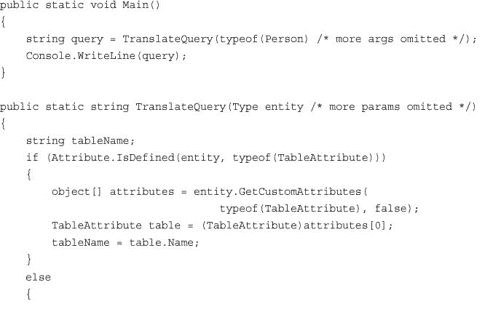 public static void Main()
{
    string query = TranslateQuery(typeof(Person) /* more args omitted */);
    Console.WriteLine(query);
}

public static string TranslateQuery(Type entity /* more params omitted */)
{
    string tableName;
    if (Attribute.IsDefined(entity, typeof(TableAttribute)))
    {
        object[] attributes = entity.GetCustomAttributes(
                                  typeof(TableAttribute), false);
        TableAttribute table = (TableAttribute)attributes[0];
        tableName = table.Name;
    }
    else
    {